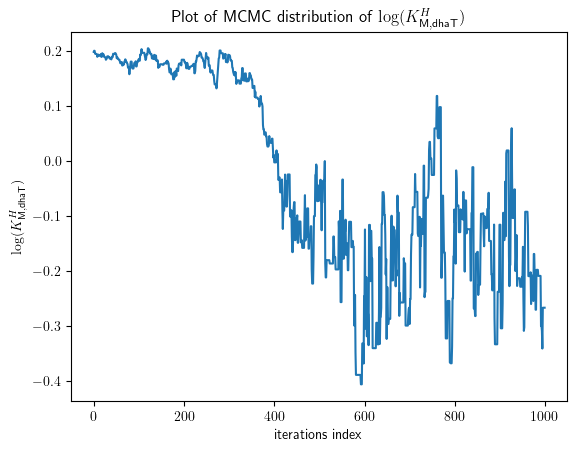 Plot of MCMC distribution of log(K^H_M,dhaT)
0.2
0.1
0.0
−0.1
−0.2
−0.3
−0.4
log(K^H_M,dhaT)
0 200 400 600 800 1000
iterations index